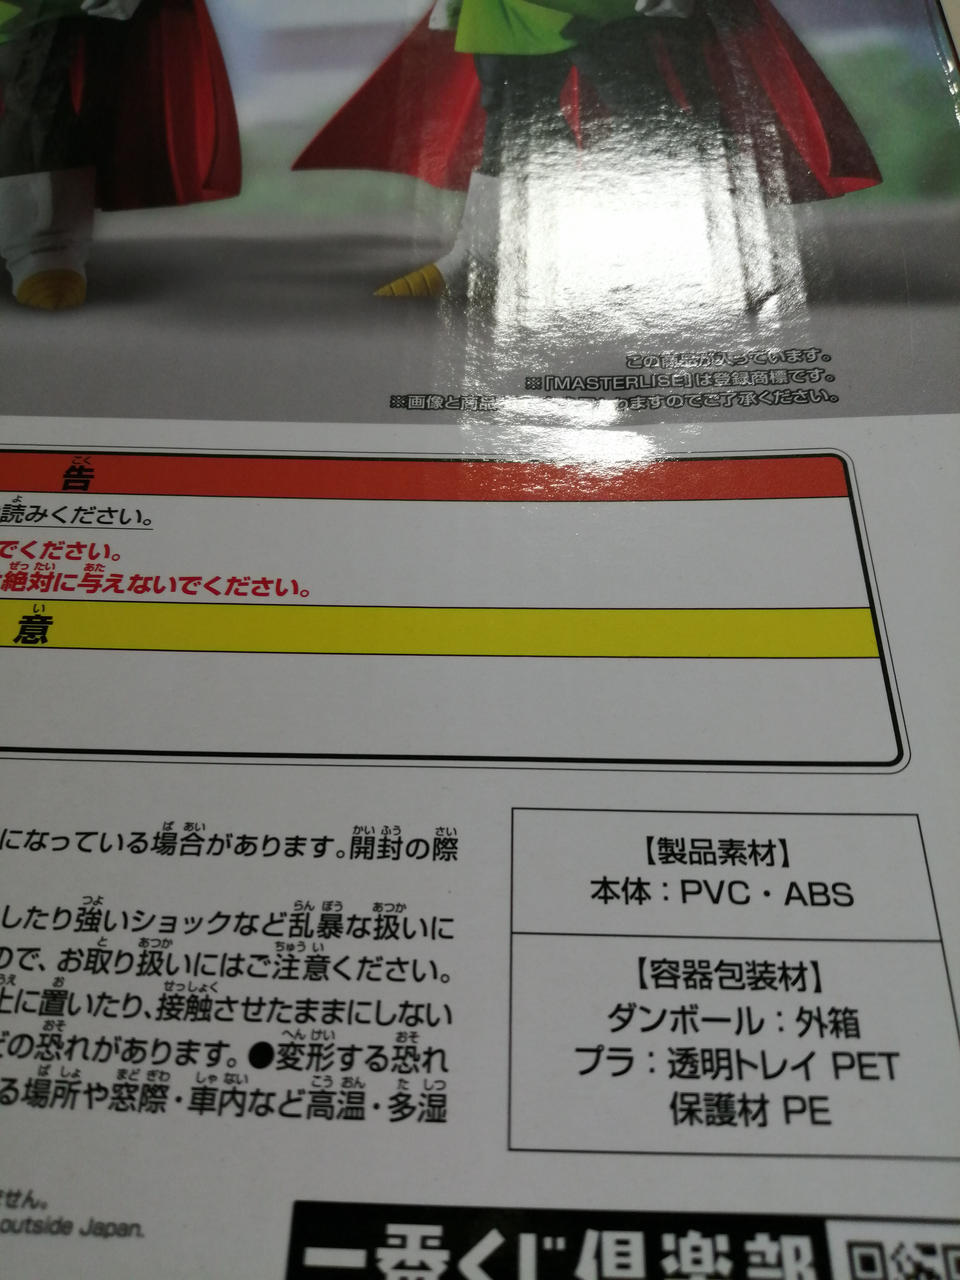 この商品が入っています。
※「MASTERLISE」は登録商標です。
※画像と商品 ますのでご了承ください。
告
読みください。
でください。
絶対に与えないでください。
意
になっている場合があります。開封の際
したり強いショックなど乱暴な扱いに
ので、お取り扱いにはご注意ください。
上に置いたり、接触させたままにしない
どの恐れがあります。●変形する恐れ
る場所や窓際・車内など高温・多湿
【製品素材】
本体：PVC・ABS
【容器包装材】
ダンボール：外箱
プラ：透明トレイ PET
保護材 PE
ません。
outside Japan.
一番くじ倶楽部